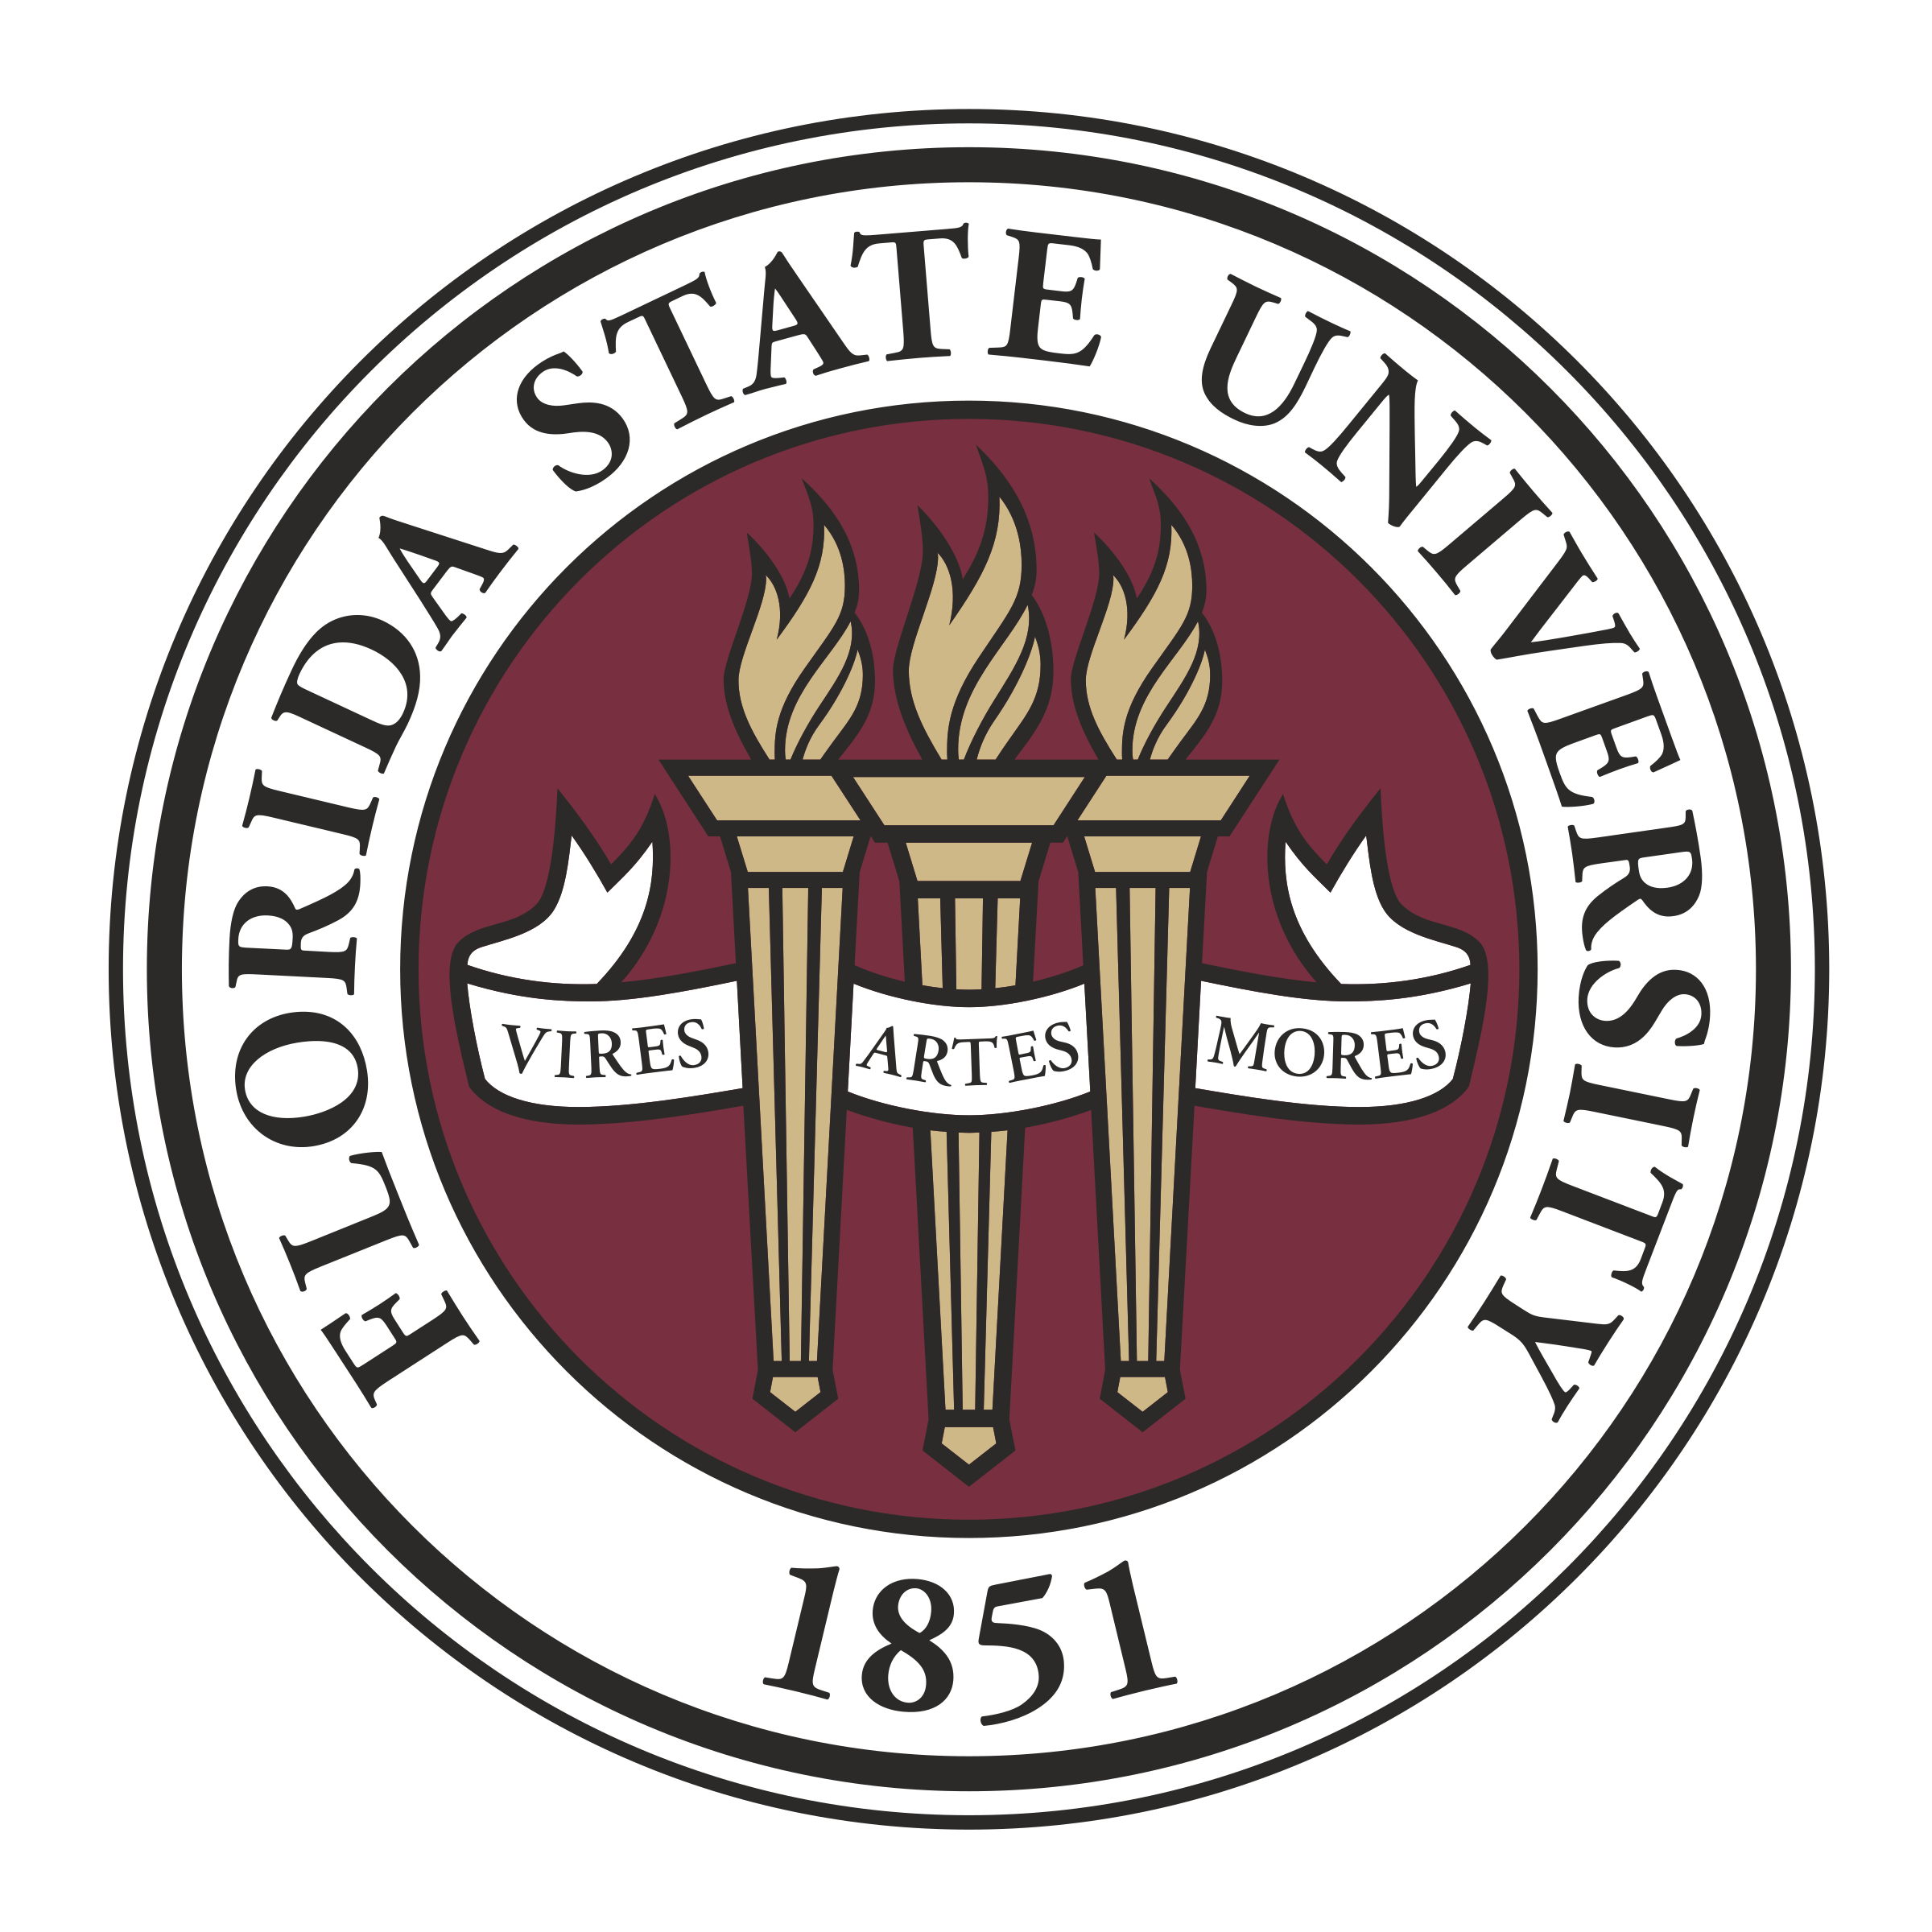 FLORIDA STATE UNIVERSITY
VIRES ARTES MORES
1851